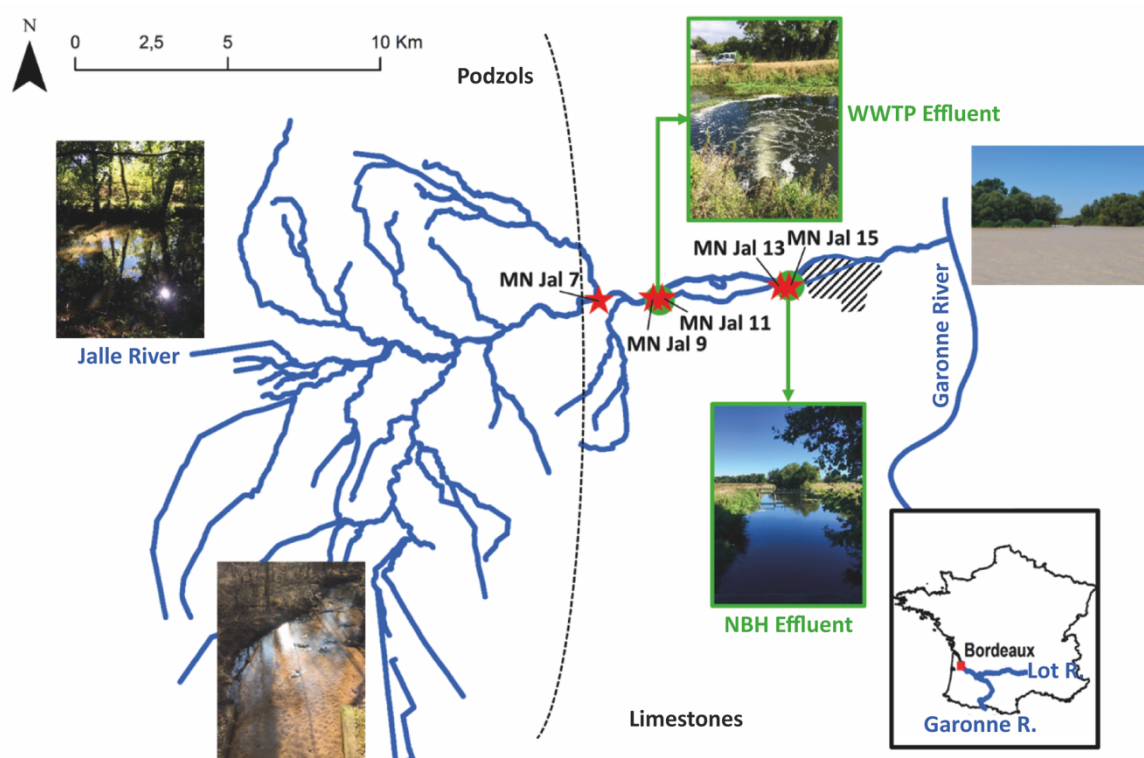 N
0 2,5 5 10 Km
Podzols
WWTP Effluent
MN Jal 13
MN Jal 15
MN Jal 7
MN Jal 11
MN Jal 9
Jalle River
Garonne River
NBH Effluent
Limestones
Bordeaux
Lot R.
Garonne R.